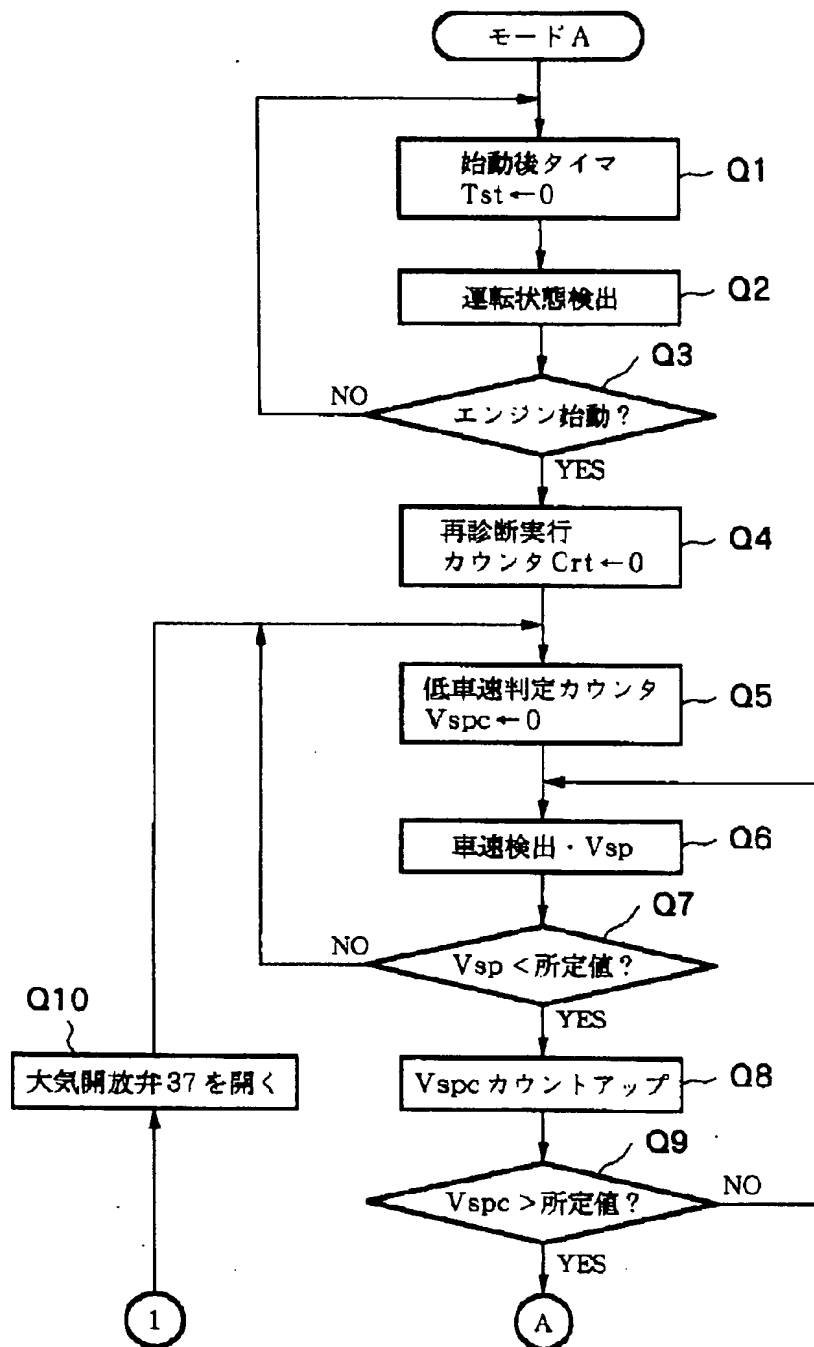 モードA
始動後タイマ
Tst←0
Q1
運転状態検出
Q2
Q3
エンジン始動?
NO
YES
再診断実行
カウンタCrt←0
Q4
低車速判定カウンタ
Vspc←0
Q5
車速検出・Vsp
Q6
Q7
Vsp<所定値?
NO
YES
Q10
大気開放弁37を開く
Vspcカウントアップ
Q8
Q9
Vspc>所定値?
NO
YES
1
A